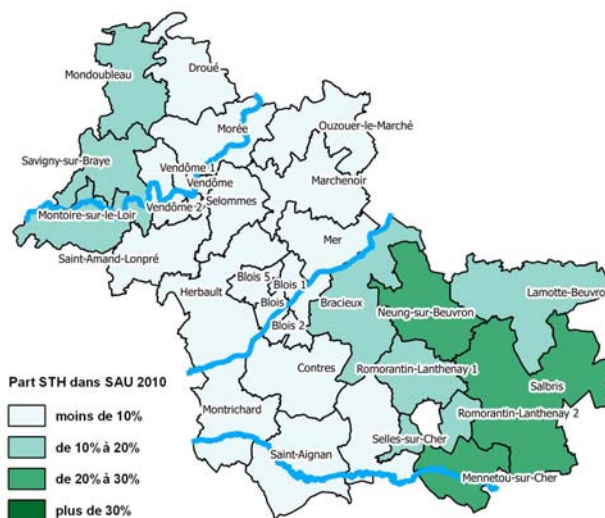 Mondoubleau
Droué
Ouzouer-le-Marché
Morée
Savigny-sur-Braye
Vendôme 1
Vendôme
Marchenoir
Vendôme 2
Selommes
Montoire-sur-le-Loir
Mer
Saint-Amand-Lonpré
Blois 5
Blois 1
Herbault
Blois
Bracieux
Lamotte-Beuvro
Neung-sur-Beuvron
Blois 2
Contres
Romorantin-Lanthenay 1
Part STH dans SAU 2010
Salbris
moins de 10%
Montrichard
Romorantin-Lanthenay 2
de 10% à 20%
Selles-sur-Cher
Saint-Aignan
de 20% à 30%
Mennetou-sur-Cher
plus de 30%